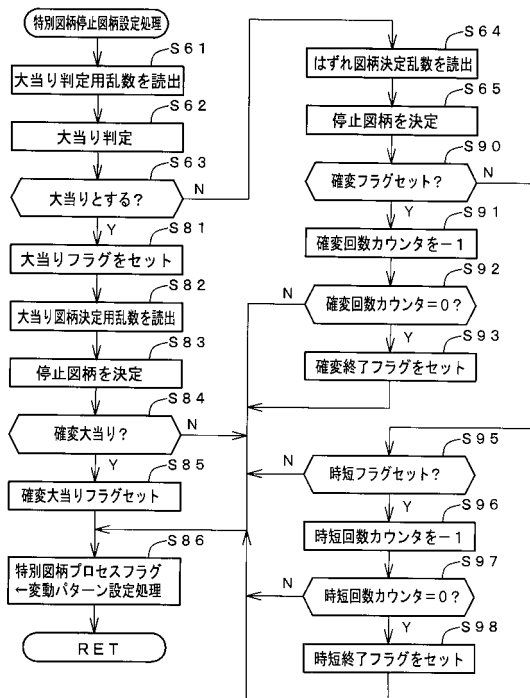 特別図柄停止図柄設定処理
S61
大当り判定用乱数を読出
S62
大当り判定
S63
大当りとする?
N
Y
S81
大当りフラグをセット
S82
大当り図柄決定用乱数を読出
S83
停止図柄を決定
S84
確変大当り?
N
Y
S85
確変大当りフラグセット
S86
特別図柄プロセスフラグ
←変動パターン設定処理
RET
S64
はずれ図柄決定乱数を読出
S65
停止図柄を決定
S90
確変フラグセット?
N
Y
S91
確変回数カウンタを-1
S92
N
確変回数カウンタ=0?
Y
S93
確変終了フラグをセット
S95
N
時短フラグセット?
Y
S96
時短回数カウンタを-1
S97
N
時短回数カウンタ=0?
Y
S98
時短終了フラグをセット